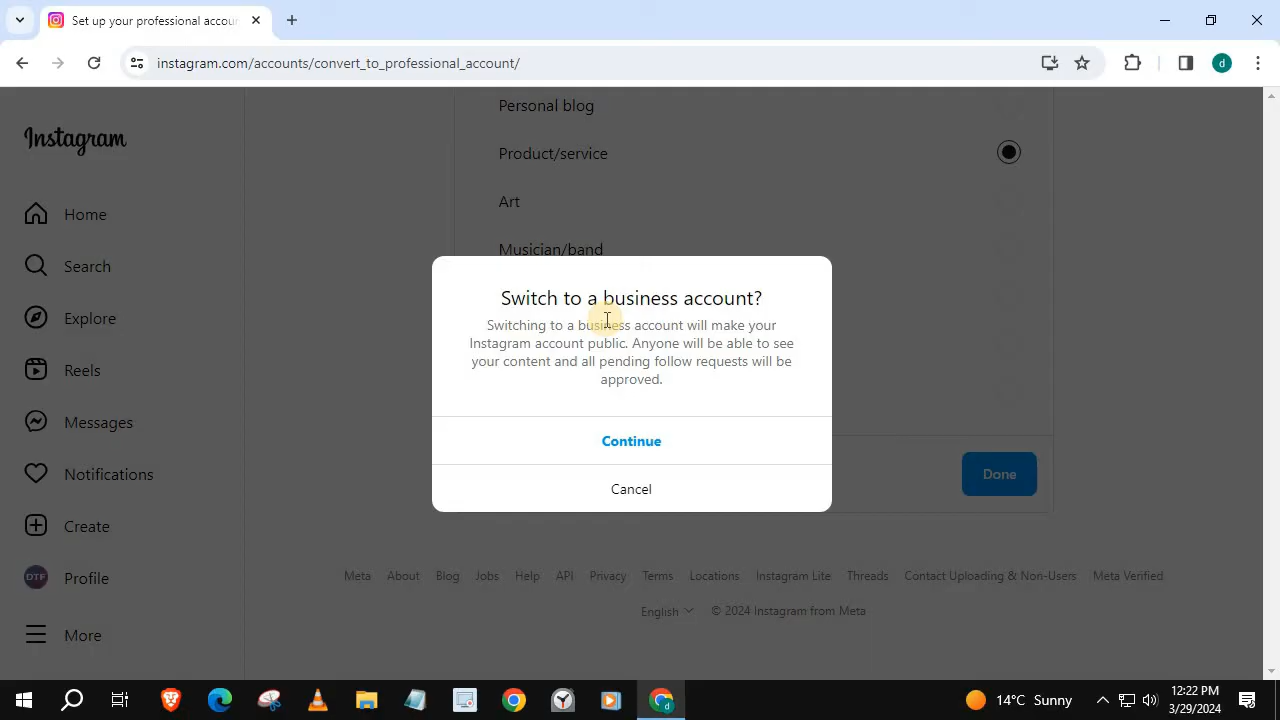 Set up your professional accou
instagram.com/accounts/convert_to_professional_account/
d
Instagram
Home
Search
Explore
Reels
Messages
Notifications
Create
DTF
Profile
More
Personal blog
Product/service
Art
Musician/band
Switch to a business account?
Switching to a business account will make your
Instagram account public. Anyone will be able to see
your content and all pending follow requests will be
approved.
Continue
Cancel
Done
Meta About Blog Jobs Help API Privacy Terms Locations Instagram Lite Threads Contact Uploading & Non-Users Meta Verified
English © 2024 Instagram from Meta
d
14°C Sunny
12:22 PM
3/29/2024